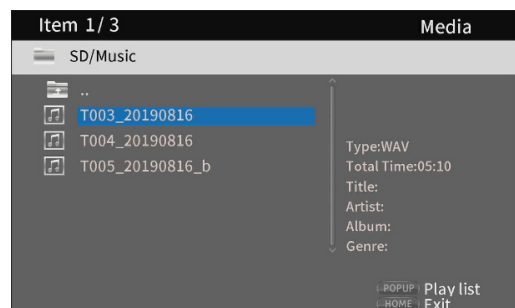 Item 1/ 3
Media
SD/Music
..
T003_20190816
T004_20190816
T005_20190816_b
Type:WAV
Total Time:05:10
Title:
Artist:
Album:
Genre:
POPUP Play list
HOME Exit